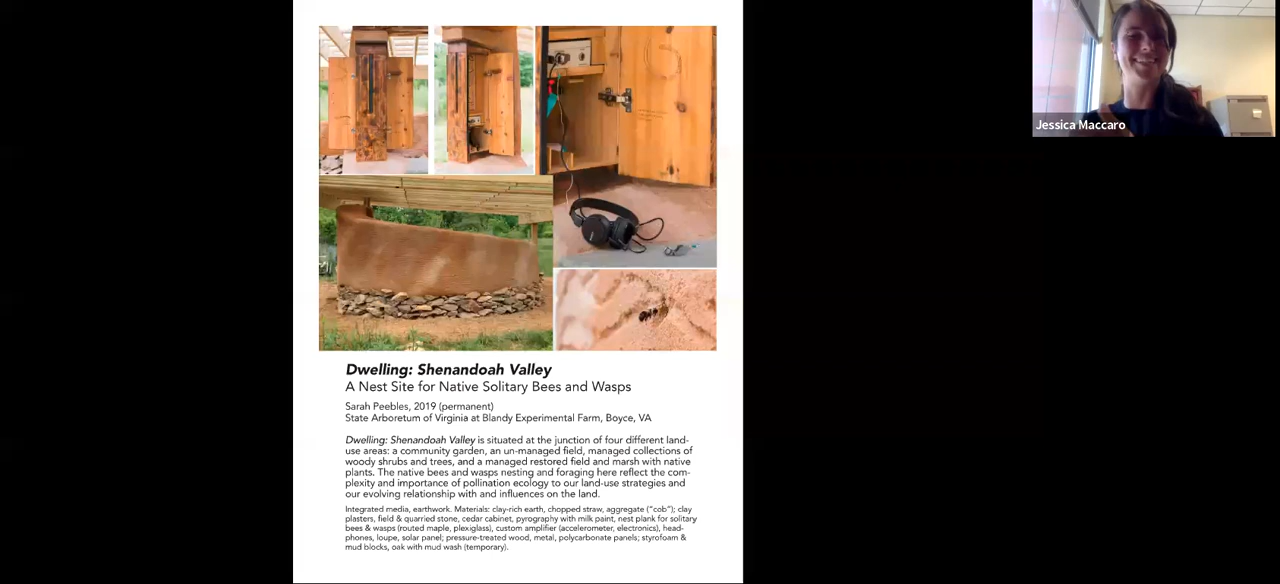 Jessica Maccaro
Dwelling: Shenandoah Valley
A Nest Site for Native Solitary Bees and Wasps
Sarah Peebles, 2019 (permanent)
State Arboretum of Virginia at Blandy Experimental Farm, Boyce, VA
Dwelling: Shenandoah Valley is situated at the junction of four different land-
use areas: a community garden, an un-managed field, managed collections of
woody shrubs and trees, and a managed restored field and marsh with native
plants. The native bees and wasps nesting and foraging here reflect the com-
plexity and importance of pollination ecology to our land-use strategies and
our evolving relationship with and influences on the land.
Integrated media, earthwork. Materials: clay-rich earth, chopped straw, aggregate ("cob"); clay
plasters, field & quarried stone, cedar cabinet, pyrography with milk paint, nest plank for solitary
bees & wasps (routed maple, plexiglass), custom amplifier (accelerometer, electronics), head-
phones, loupe, solar panel; pressure-treated wood, metal, polycarbonate panels; styrofoam &
mud blocks, oak with mud wash (temporary).